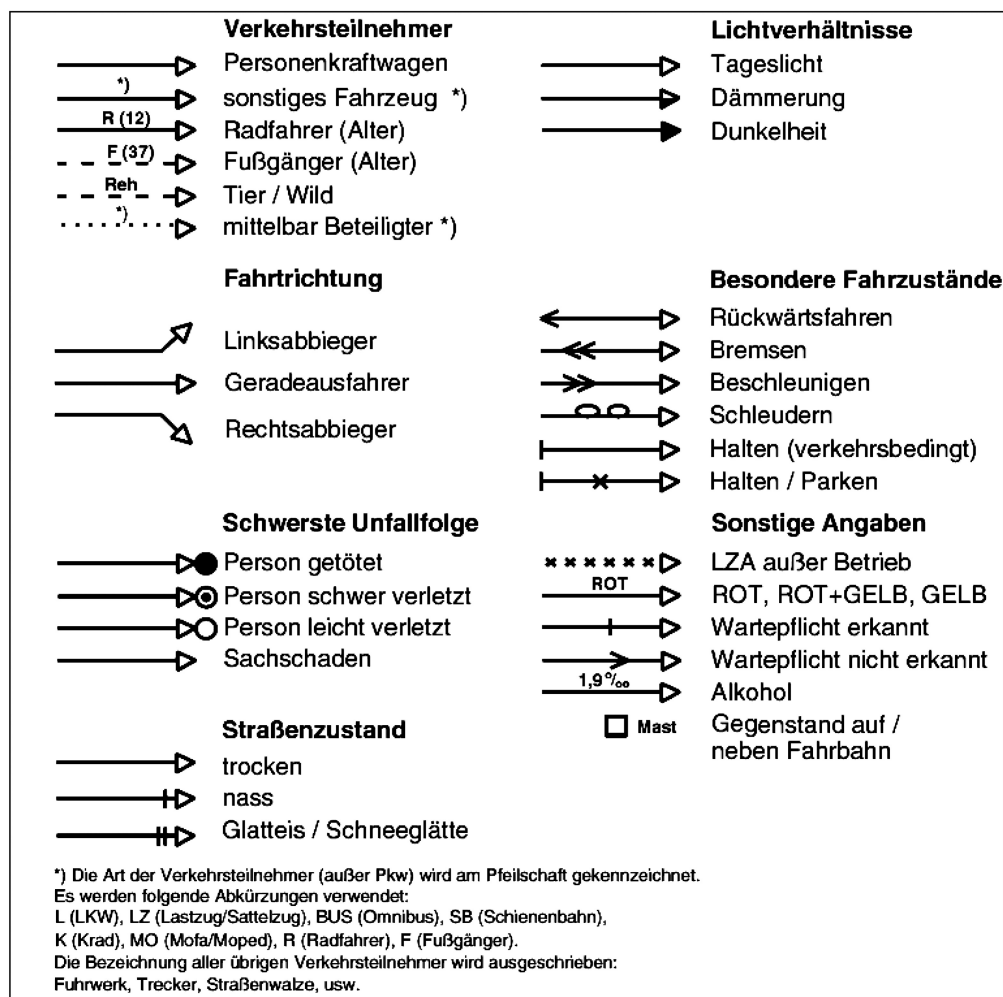 Verkehrsteilnehmer
Personenkraftwagen
*)
sonstiges Fahrzeug *)
R (12)
Radfahrer (Alter)
F (37)
Fußgänger (Alter)
Reh
Tier / Wild
*)
mittelbar Beteiligter *)
Lichtverhältnisse
Tageslicht
Dämmerung
Dunkelheit
Fahrtrichtung
Linksabbieger
Geradeausfahrer
Rechtsabbieger
Besondere Fahrzustände
Rückwärtsfahren
Bremsen
Beschleunigen
Schleudern
Halten (verkehrsbedingt)
Halten / Parken
Schwerste Unfallfolge
Person getötet
Person schwer verletzt
Person leicht verletzt
Sachschaden
Sonstige Angaben
LZA außer Betrieb
ROT
ROT, ROT+GELB, GELB
Wartepflicht erkannt
Wartepflicht nicht erkannt
1,9‰
Alkohol
Mast
Gegenstand auf /
neben Fahrbahn
Straßenzustand
trocken
nass
Glatteis / Schneeglätte
*) Die Art der Verkehrsteilnehmer (außer Pkw) wird am Pfeilschaft gekennzeichnet.
Es werden folgende Abkürzungen verwendet:
L (LKW), LZ (Lastzug/Sattelzug), BUS (Omnibus), SB (Schienenbahn),
K (Krad), MO (Mofa/Moped), R (Radfahrer), F (Fußgänger).
Die Bezeichnung aller übrigen Verkehrsteilnehmer wird ausgeschrieben:
Fuhrwerk, Trecker, Straßenwalze, usw.